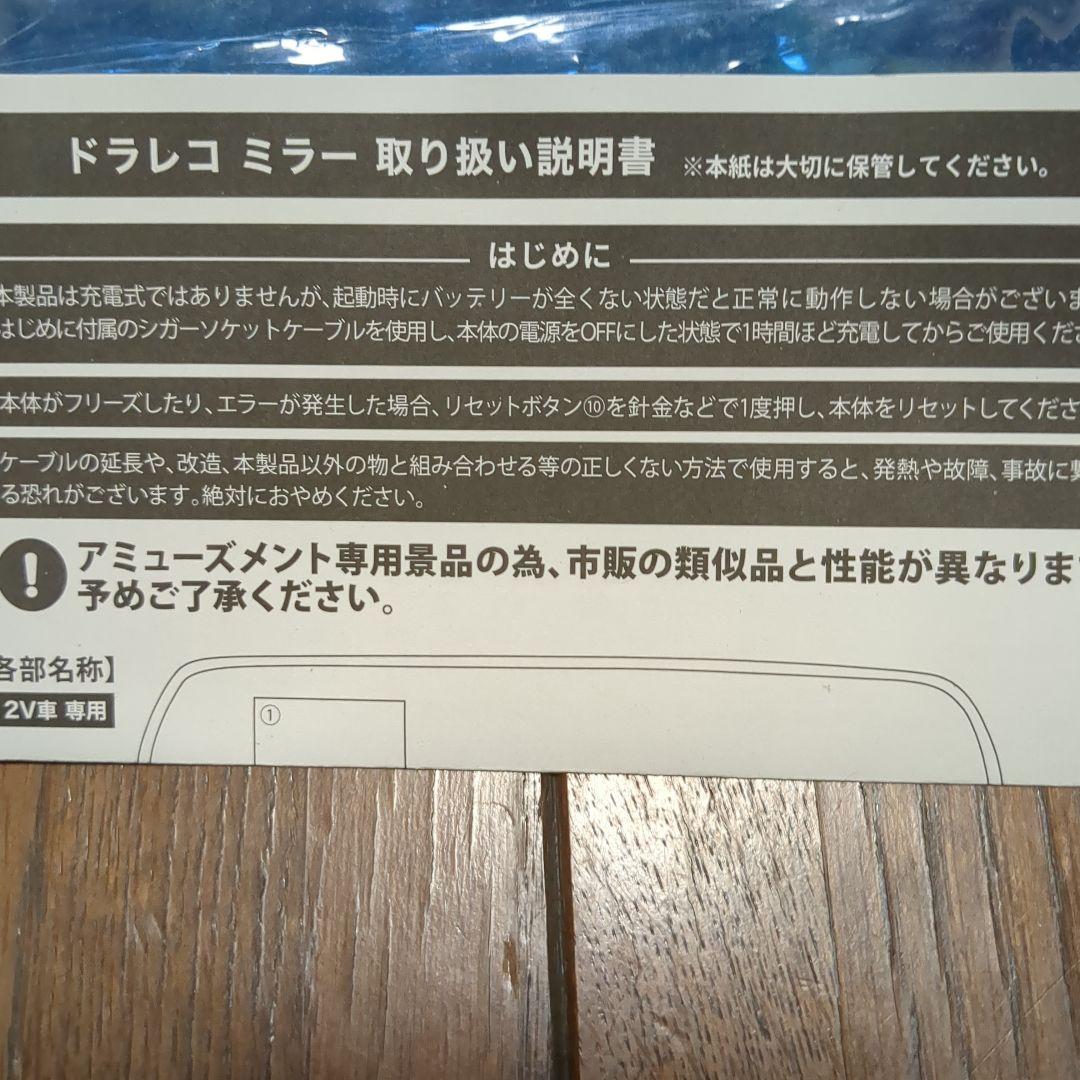 ドラレコ ミラー 取り扱い説明書 ※本紙は大切に保管してください。
はじめに
本製品は充電式ではありませんが、起動時にバッテリーが全くない状態だと正常に動作しない場合がございま
はじめに付属のシガーソケットケーブルを使用し、本体の電源をOFFにした状態で1時間ほど充電してからご使用くださ
本体がフリーズしたり、エラーが発生した場合、リセットボタン⑩を針金などで1度押し、本体をリセットしてくださ
ケーブルの延長や、改造、本製品以外の物と組み合わせる等の正しくない方法で使用すると、発熱や故障、事故に繋
る恐れがございます。絶対におやめください。
アミューズメント専用景品の為、市販の類似品と性能が異なります
予めご了承ください。
各部名称】
2V車 専用
①